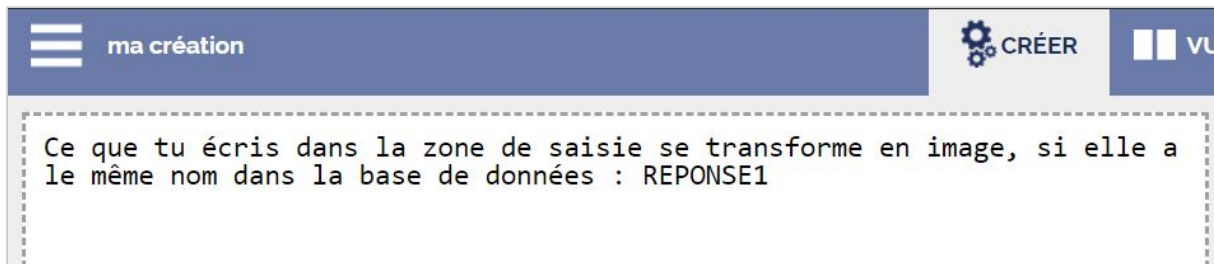 ma création
CRÉER
VU
Ce que tu écris dans la zone de saisie se transforme en image, si elle a
le même nom dans la base de données : REPONSE1